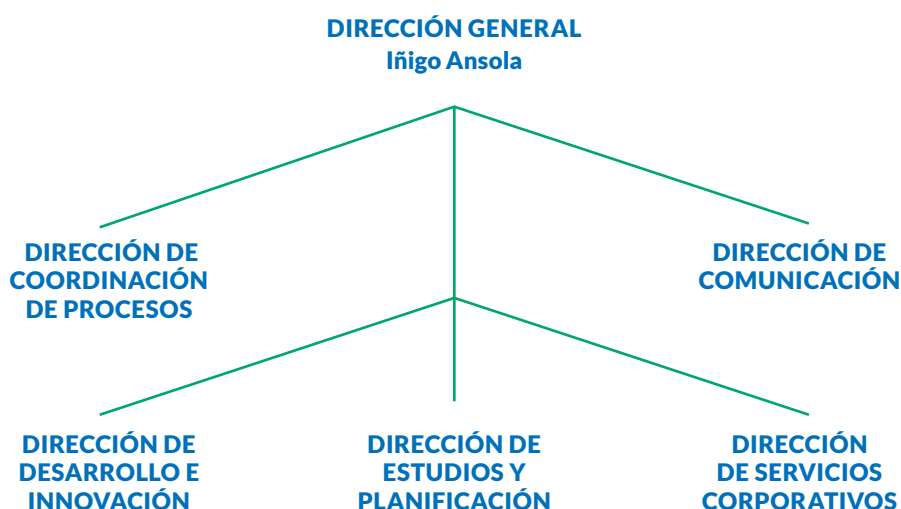 DIRECCIÓN GENERAL
Iñigo Ansola
DIRECCIÓN DE
COORDINACIÓN
DE PROCESOS
DIRECCIÓN DE
COMUNICACIÓN
DIRECCIÓN DE
DESARROLLO E
INNOVACIÓN
DIRECCIÓN DE
ESTUDIOS Y
PLANIFICACIÓN
DIRECCIÓN
DE SERVICIOS
CORPORATIVOS